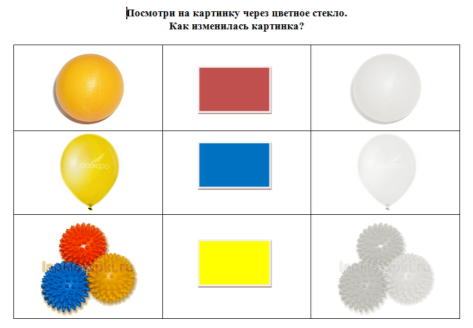 Посмотри на картинку через цветное стекло.
Как изменилась картинка?